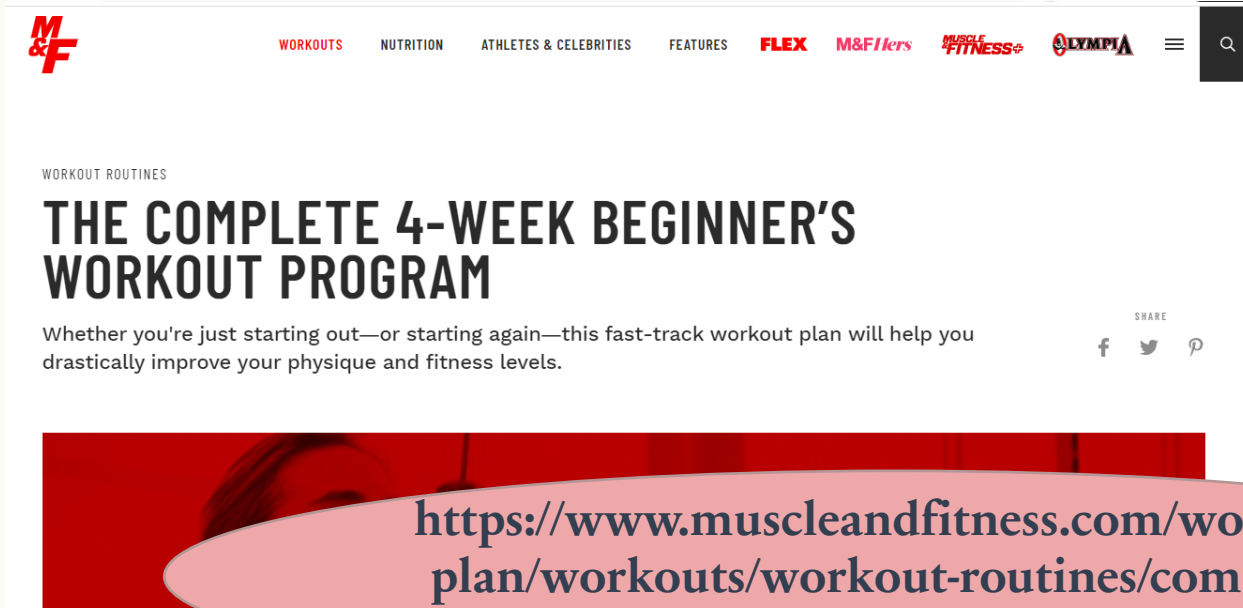 M
&F
WORKOUTS NUTRITION ATHLETES & CELEBRITIES FEATURES FLEX M&F Hers MUSCLE &FITNESS+ OLYMPIA
WORKOUT ROUTINES
THE COMPLETE 4-WEEK BEGINNER'S
WORKOUT PROGRAM
Whether you're just starting out—or starting again—this fast-track workout plan will help you
drastically improve your physique and fitness levels.
SHARE
https://www.muscleandfitness.com/wo
plan/workouts/workout-routines/com